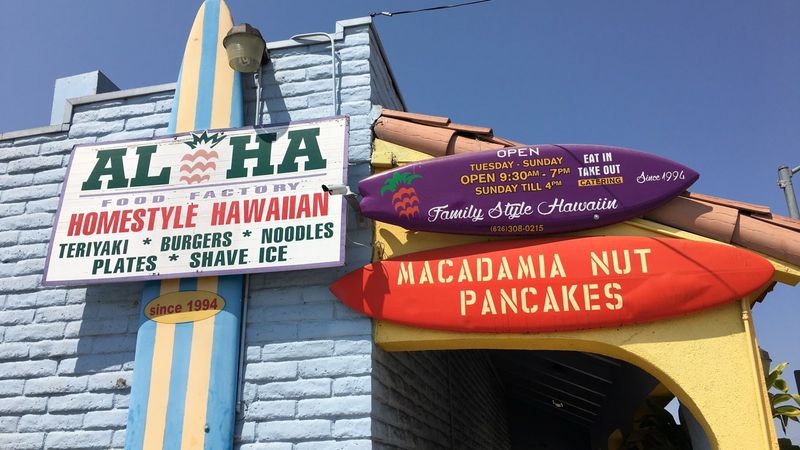 ALOHA
FOOD FACTORY
HOMESTYLE HAWAIIAN
TERIYAKI * BURGERS * NOODLES
PLATES * SHAVE ICE
since 1994
OPEN
TUESDAY - SUNDAY
OPEN 9:30AM - 7PM
SUNDAY TILL 4PM
EAT IN
TAKE OUT
CATERING
Since 1994
Family Style Hawaiin
(626)308-0215
MACADAMIA NUT
PANCAKES